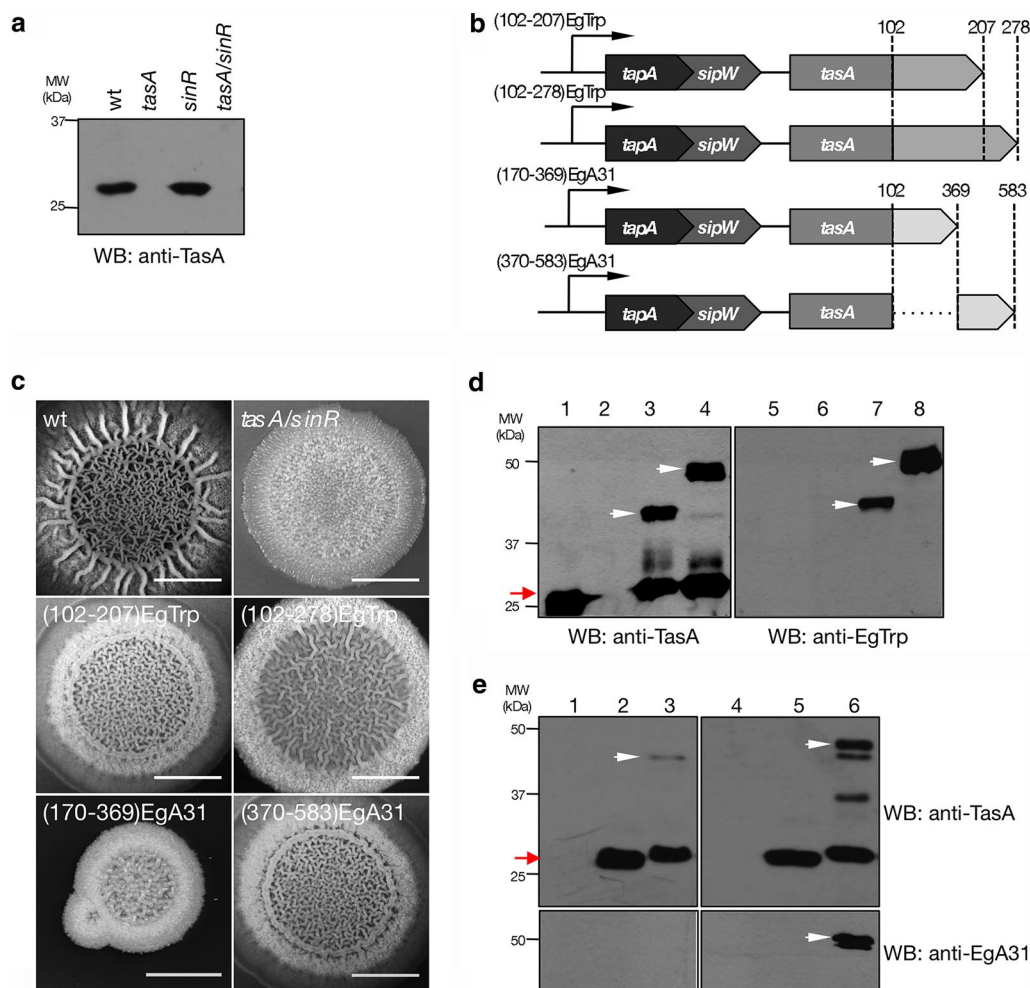 a
MW
(kDa)
wt
tasA
sinR
tasA/sinR
37
25
WB: anti-TasA
b
(102-207)EgTrp
102
207
278
tapA
sipW
tasA
(102-278)EgTrp
tapA
sipW
tasA
(170-369)EgA31
102
369
583
tapA
sipW
tasA
(370-583)EgA31
tapA
sipW
tasA
c
wt
tasA/sinR
(102-207)EgTrp
(102-278)EgTrp
(170-369)EgA31
(370-583)EgA31
d
MW
(kDa)
1 2 3 4
5 6 7 8
50
37
25
WB: anti-TasA
WB: anti-EgTrp
e
MW
(kDa)
1 2 3
4 5 6
50
37
25
WB: anti-TasA
50
WB: anti-EgA31